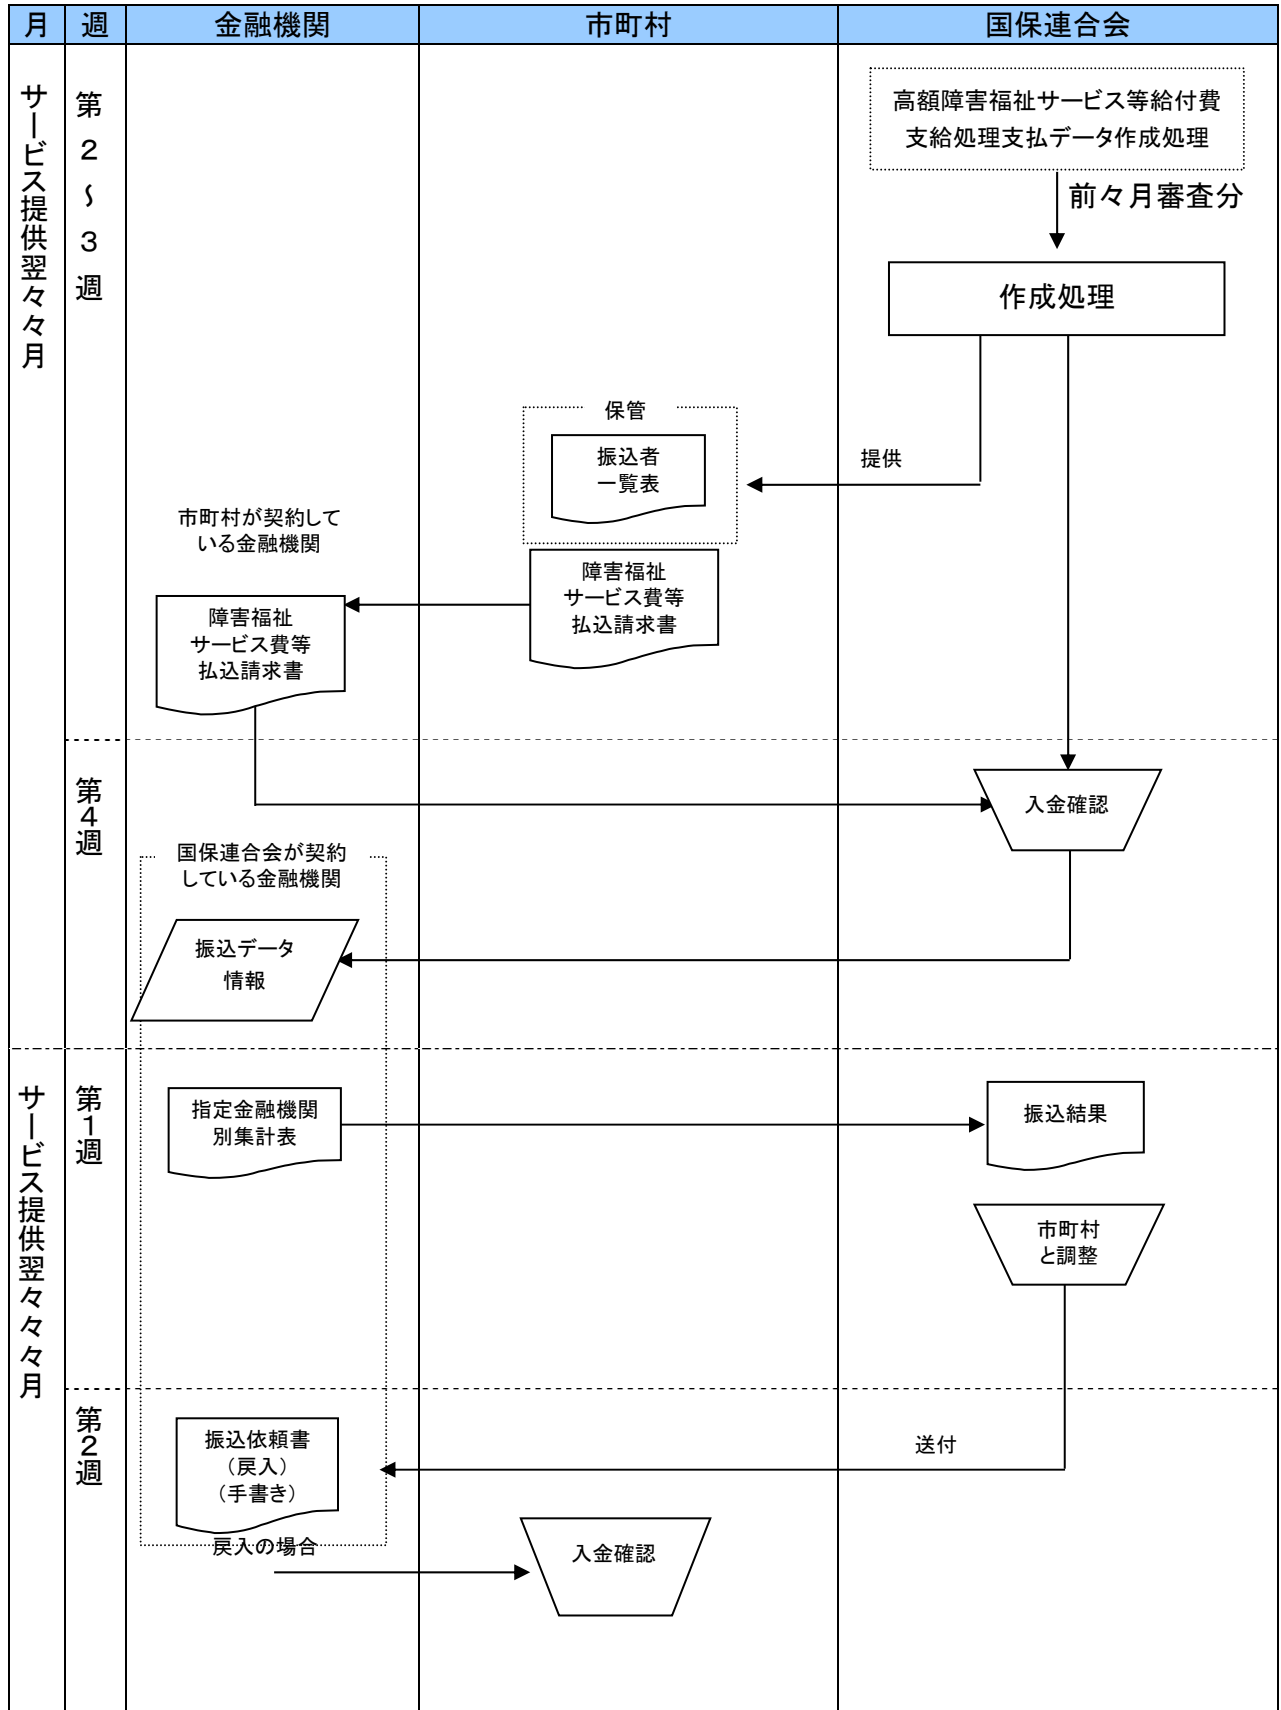 月
週
金融機関
市町村
国保連合会
サービス提供翌々月
第2～3週
高額障害福祉サービス等給付費
支給処理支払データ作成処理
前々月審査分
作成処理
保管
振込者
一覧表
提供
市町村が契約して
いる金融機関
障害福祉
サービス費等
払込請求書
障害福祉
サービス費等
払込請求書
第4週
入金確認
国保連合会が契約
している金融機関
振込データ
情報
サービス提供翌々々月
第1週
指定金融機関
別集計表
振込結果
市町村
と調整
第2週
振込依頼書
（戻入）
（手書き）
送付
戻入の場合
入金確認